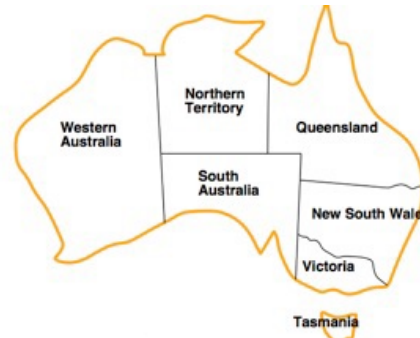 Northern
Territory
Western
Australia
Queensland
South
Australia
New South Wale
Victoria
Tasmania